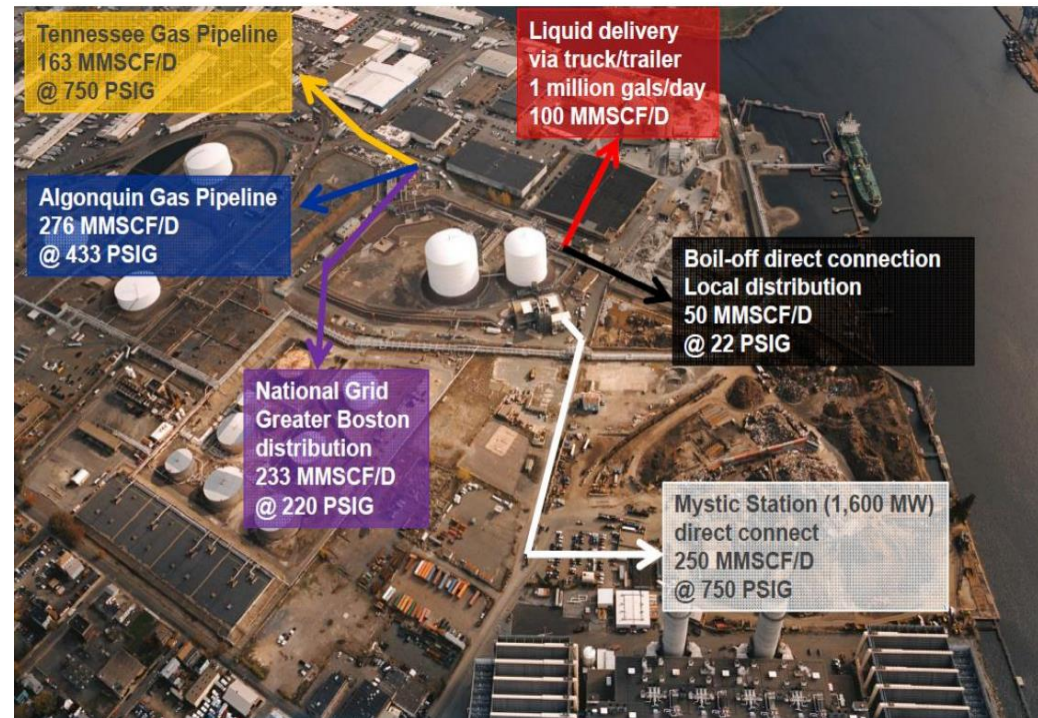 Tennessee Gas Pipeline
163 MMSCF/D
@ 750 PSIG
Liquid delivery
via truck/trailer
1 million gals/day
100 MMSCF/D
Algonquin Gas Pipeline
276 MMSCF/D
@ 433 PSIG
Boil-off direct connection
Local distribution
50 MMSCF/D
@ 22 PSIG
National Grid
Greater Boston
distribution
233 MMSCF/D
@ 220 PSIG
Mystic Station (1,600 MW)
direct connect
250 MMSCF/D
@ 750 PSIG